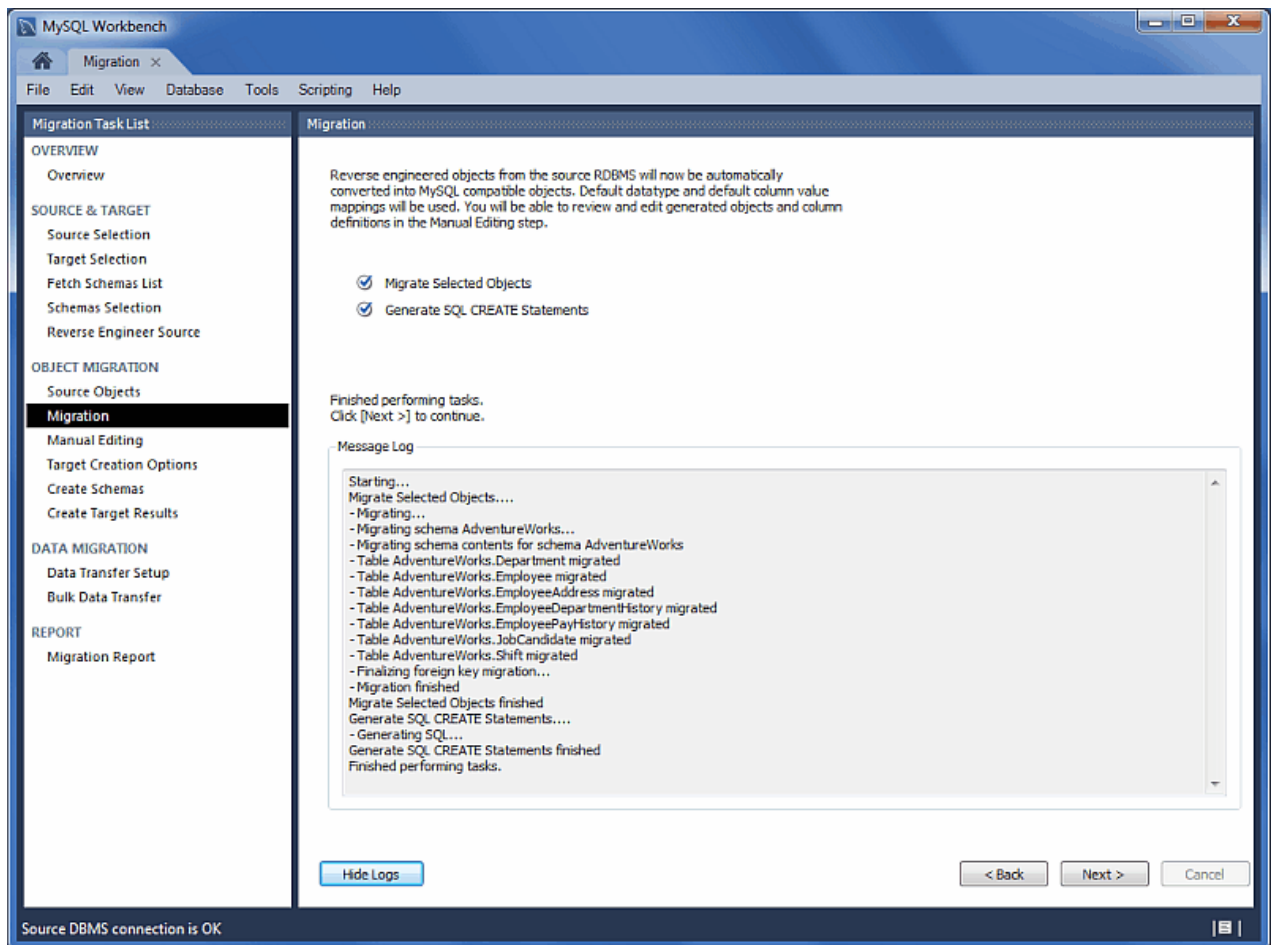 MySQL Workbench
Migration ×
File Edit View Database Tools Scripting Help
Migration Task List
OVERVIEW
Overview
SOURCE & TARGET
Source Selection
Target Selection
Fetch Schemas List
Schemas Selection
Reverse Engineer Source
OBJECT MIGRATION
Source Objects
Migration
Manual Editing
Target Creation Options
Create Schemas
Create Target Results
DATA MIGRATION
Data Transfer Setup
Bulk Data Transfer
REPORT
Migration Report
Migration
Reverse engineered objects from the source RDBMS will now be automatically
converted into MySQL compatible objects. Default datatype and default column value
mappings will be used. You will be able to review and edit generated objects and column
definitions in the Manual Editing step.
Migrate Selected Objects
Generate SQL CREATE Statements
Finished performing tasks.
Click [Next >] to continue.
Message Log
Starting...
Migrate Selected Objects....
- Migrating...
- Migrating schema AdventureWorks...
- Migrating schema contents for schema AdventureWorks
- Table AdventureWorks.Department migrated
- Table AdventureWorks.Employee migrated
- Table AdventureWorks.EmployeeAddress migrated
- Table AdventureWorks.EmployeeDepartmentHistory migrated
- Table AdventureWorks.EmployeePayHistory migrated
- Table AdventureWorks.JobCandidate migrated
- Table AdventureWorks.Shift migrated
- Finalizing foreign key migration...
- Migration finished
Migrate Selected Objects finished
Generate SQL CREATE Statements....
- Generating SQL...
Generate SQL CREATE Statements finished
Finished performing tasks.
Hide Logs
< Back
Next >
Cancel
Source DBMS connection is OK